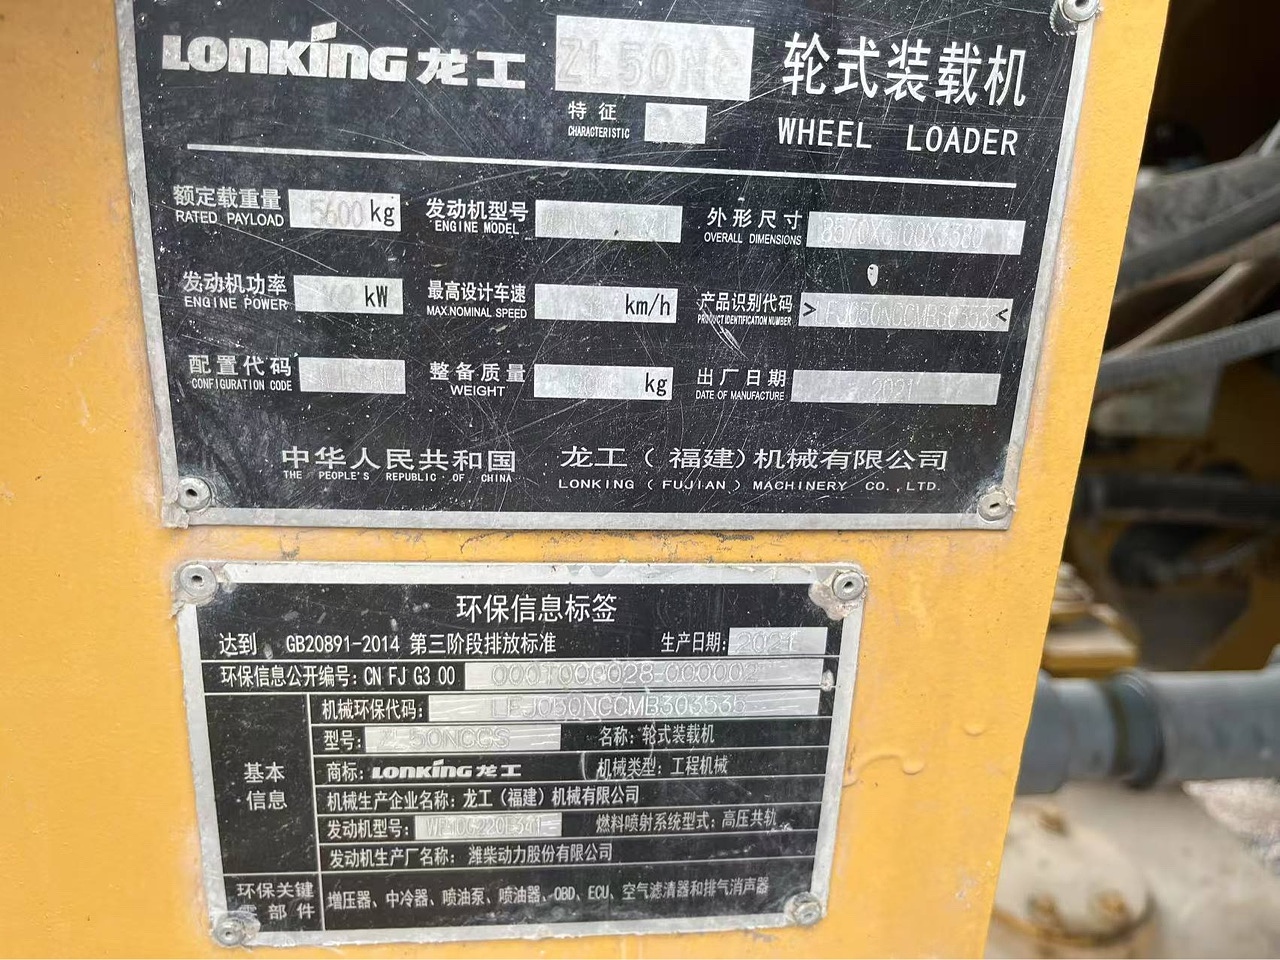 LONKING 龙工 ZL50NC 轮式装载机
特征
CHARACTERISTIC
WHEEL LOADER
额定载重量 5600 kg 发动机型号 外形尺寸
RATED PAYLOAD ENGINE MODEL OVERALL DIMENSIONS
发动机功率 kW 最高设计车速 km/h 产品识别代码 > <
ENGINE POWER MAX.NOMINAL SPEED PRODUCT IDENTIFICATION NUMBER
配置代码 整备质量 kg 出厂日期 2021
CONFIGURATION CODE WEIGHT DATE OF MANUFACTURE
中华人民共和国 龙工(福建)机械有限公司
THE PEOPLE'S REPUBLIC OF CHINA LONKING (FUJIAN) MACHINERY CO.,LTD.
环保信息标签
达到 GB20891-2014 第三阶段排放标准 生产日期:
环保信息公开编号: CN FJ G3 00
机械环保代码: LFJ050NCCMB303535
型号: 名称: 轮式装载机
基本信息
商标: LONKING 龙工 机械类型: 工程机械
机械生产企业名称: 龙工(福建)机械有限公司
发动机型号: 燃料喷射系统型式: 高压共轨
发动机生产厂名称: 潍柴动力股份有限公司
环保关键零部件 增压器、中冷器、喷油泵、喷油器、OBD、ECU、空气滤清器和排气消声器